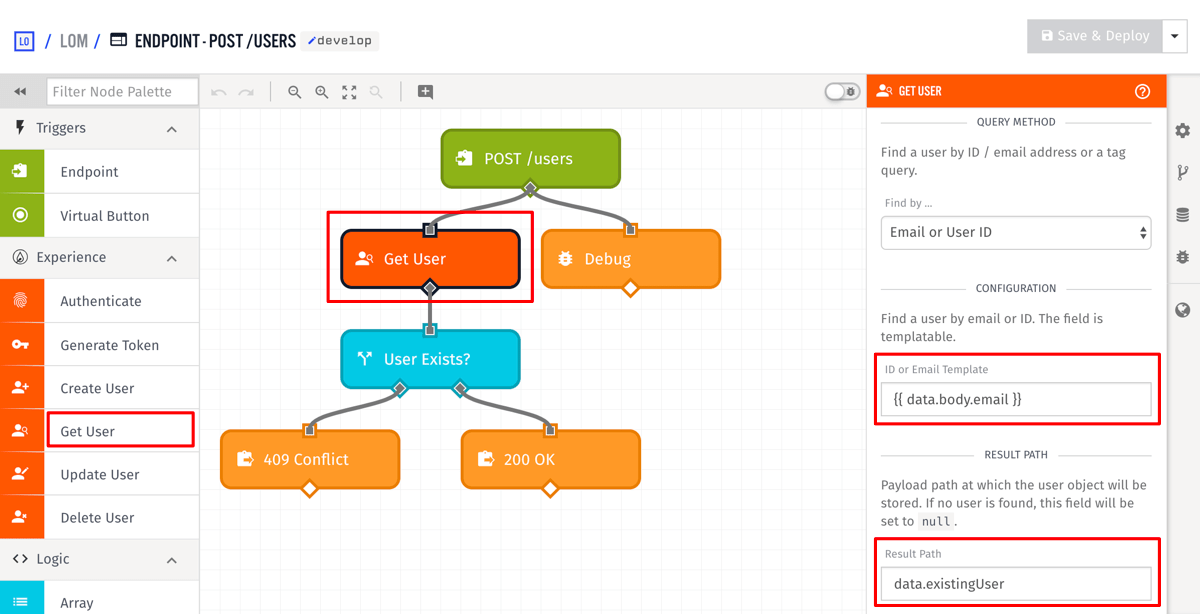 LO / LOM / ENDPOINT - POST /USERS develop
Save & Deploy
Filter Node Palette
Triggers
Endpoint
Virtual Button
Experience
Authenticate
Generate Token
Create User
Get User
Update User
Delete User
Logic
Array
POST /users
Get User
Debug
User Exists?
409 Conflict
200 OK
GET USER
QUERY METHOD
Find a user by ID / email address or a tag
query.
Find by ...
Email or User ID
CONFIGURATION
Find a user by email or ID. The field is
templatable.
ID or Email Template
{{ data.body.email }}
RESULT PATH
Payload path at which the user object will be
stored. If no user is found, this field will be
set to null.
Result Path
data.existingUser